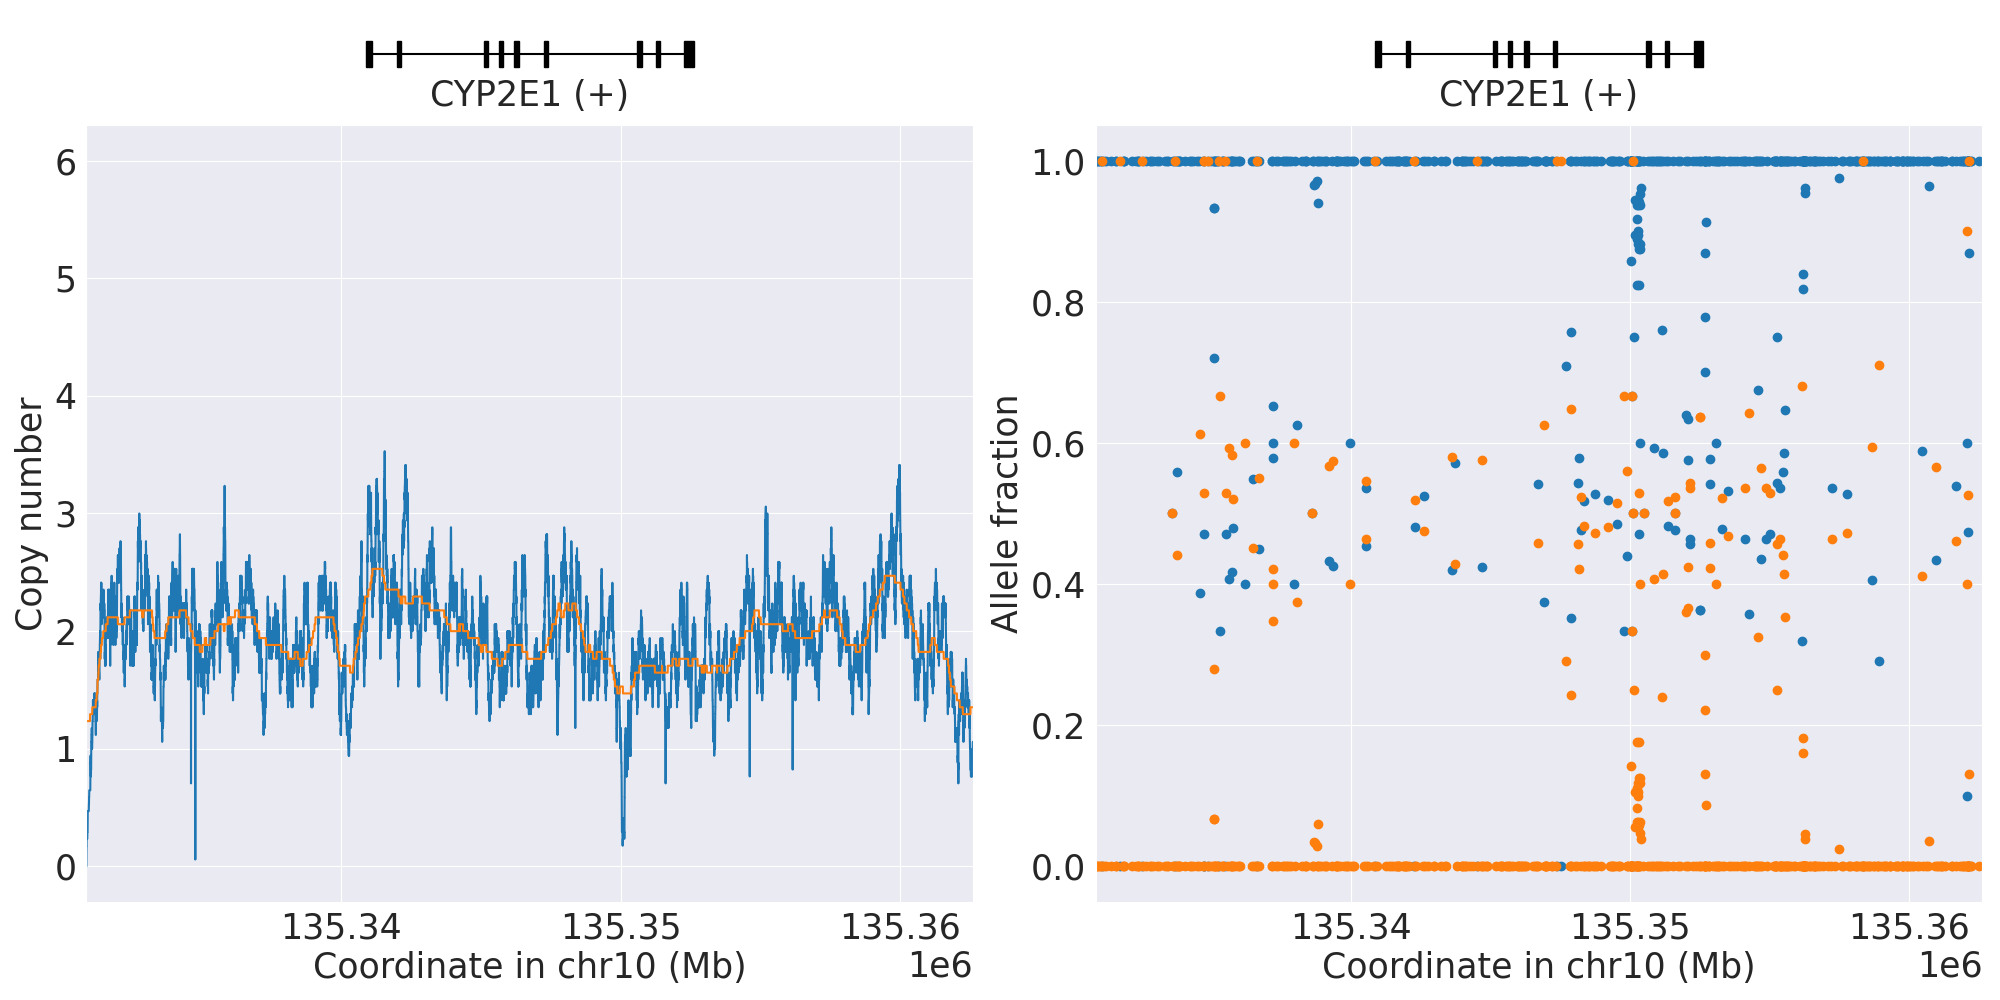 CYP2E1 (+)
6
5
4
3
2
1
0
Copy number
135.34 135.35 135.36
Coordinate in chr10 (Mb)
1e6
CYP2E1 (+)
1.0
0.8
0.6
0.4
0.2
0.0
Allele fraction
135.34 135.35 135.36
Coordinate in chr10 (Mb)
1e6